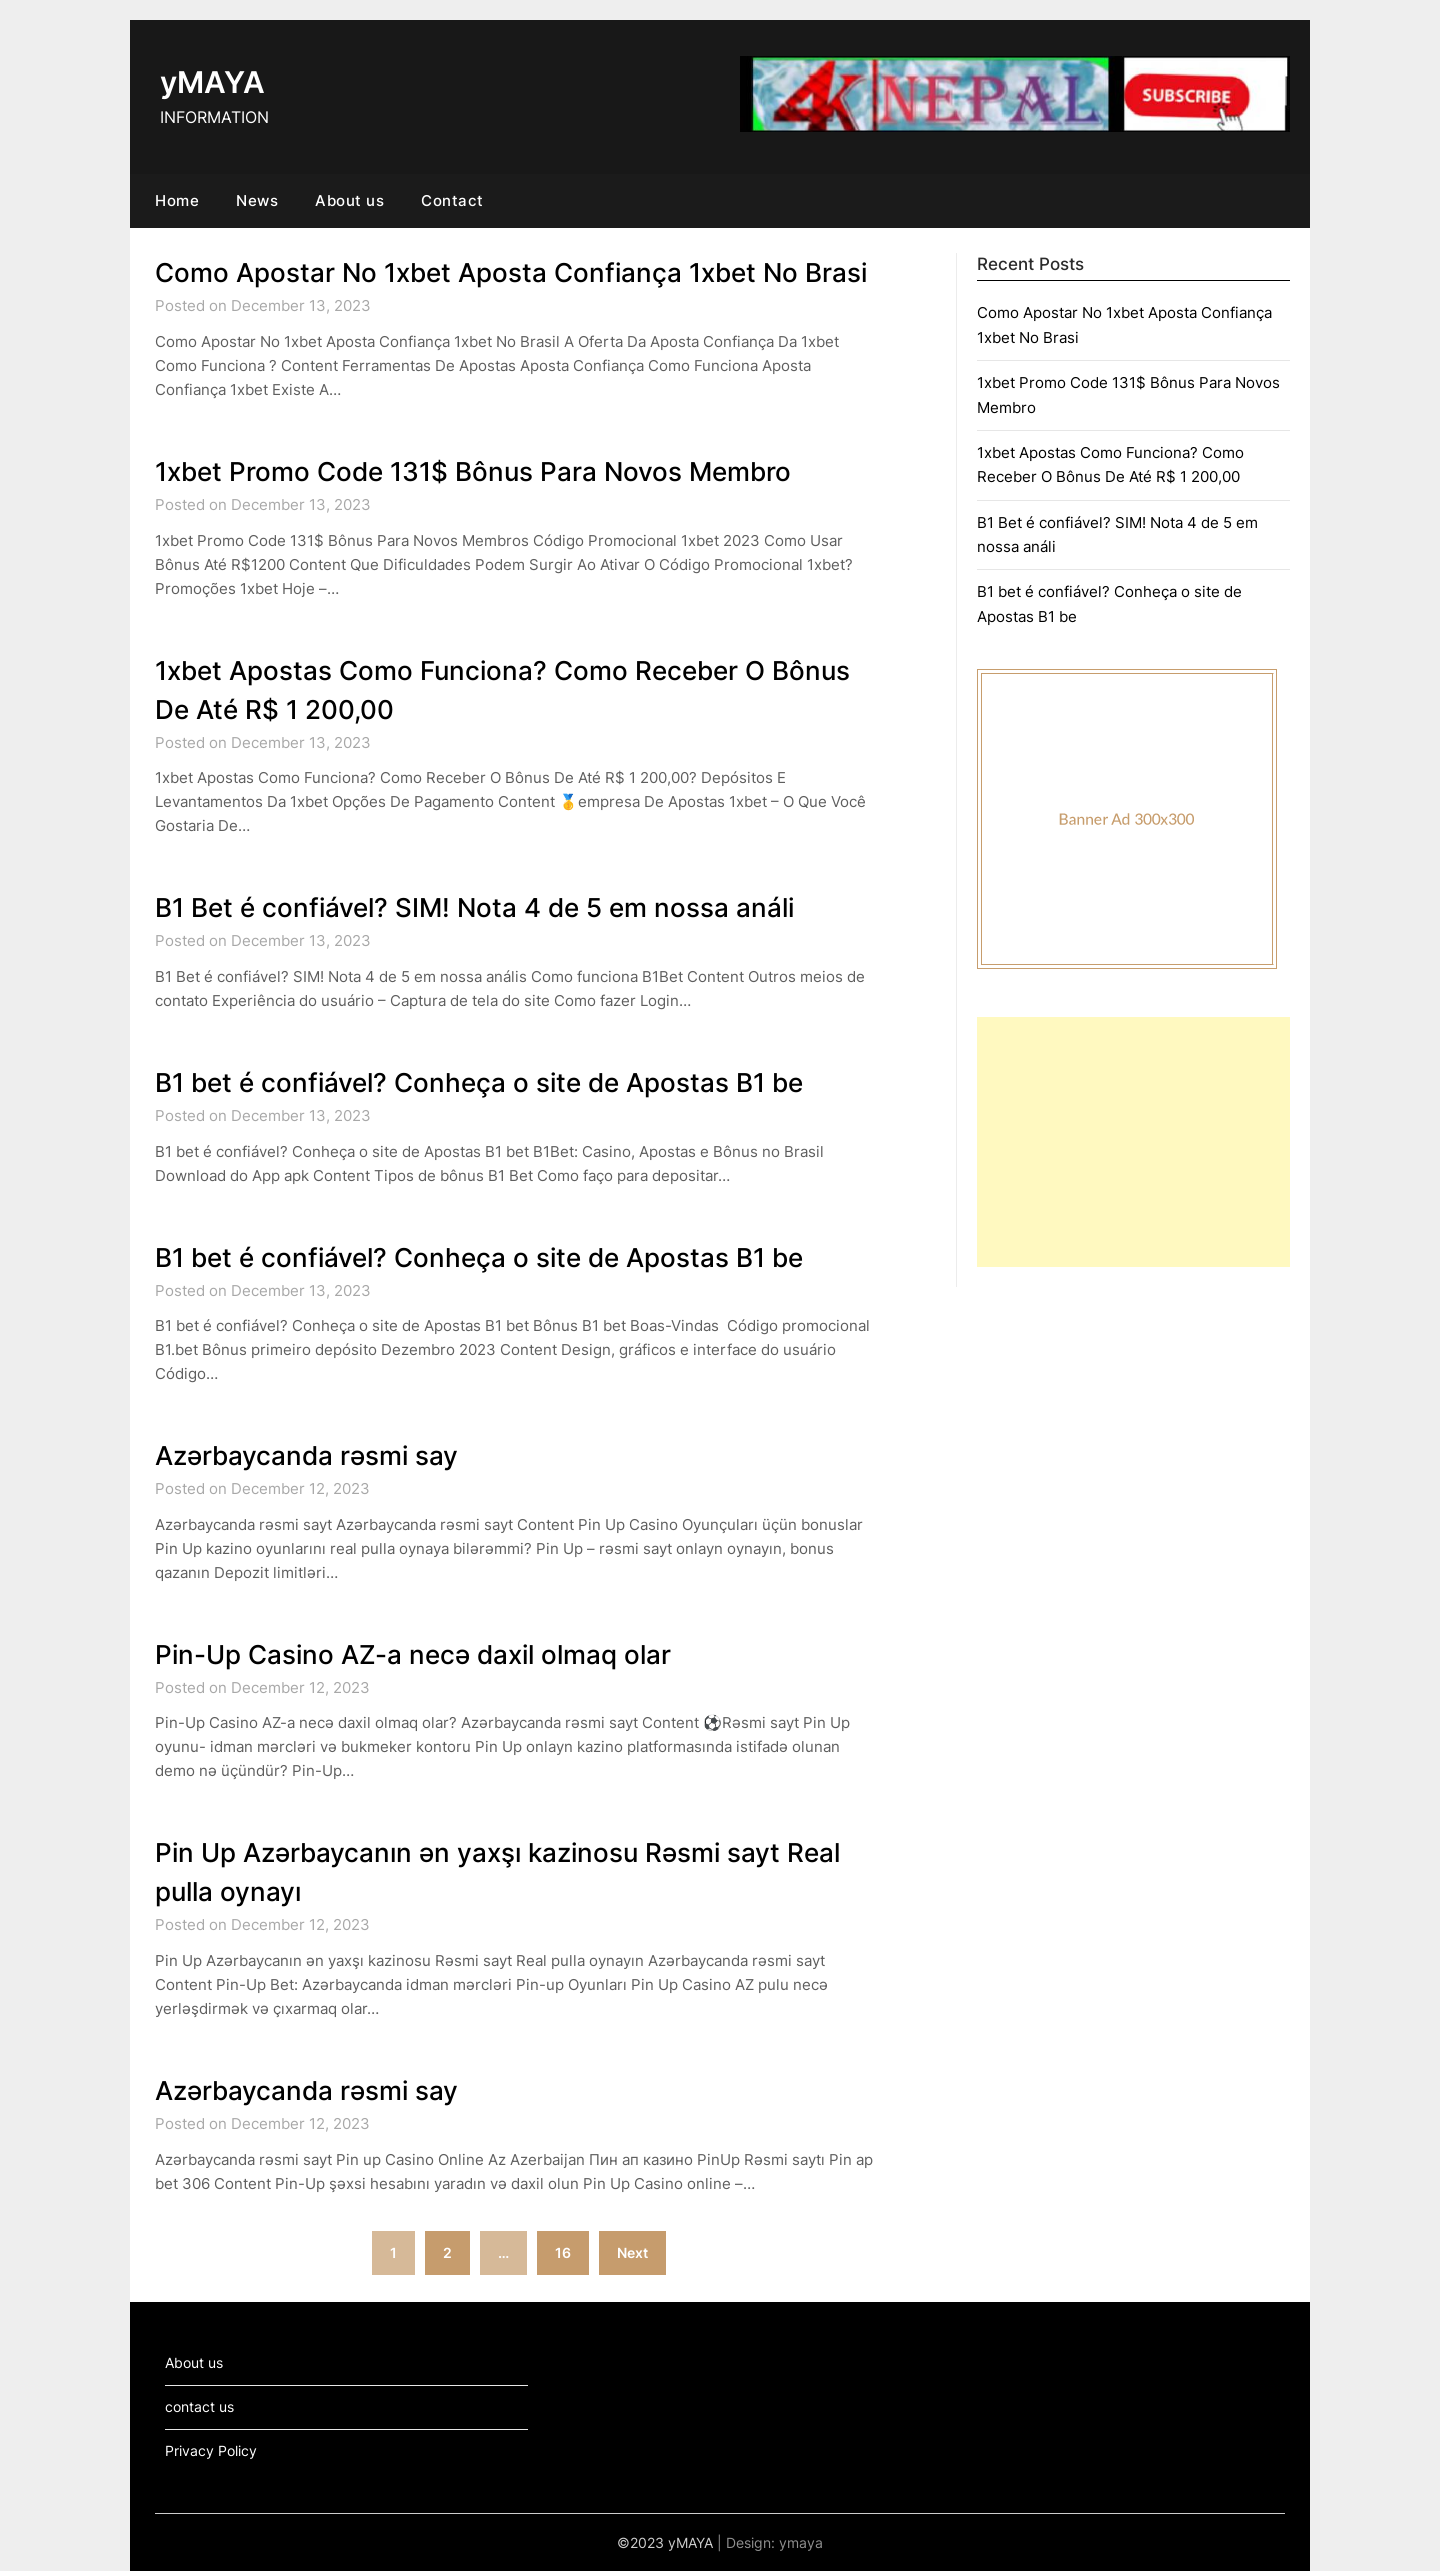 yMAYA
INFORMATION
4K NEPAL
SUBSCRIBE
Home News About us Contact
Como Apostar No 1xbet Aposta Confiança 1xbet No Brasi
Posted on December 13, 2023
Como Apostar No 1xbet Aposta Confiança 1xbet No Brasil A Oferta Da Aposta Confiança Da 1xbet
Como Funciona ? Content Ferramentas De Apostas Aposta Confiança Como Funciona Aposta
Confiança 1xbet Existe A...
1xbet Promo Code 131$ Bônus Para Novos Membro
Posted on December 13, 2023
1xbet Promo Code 131$ Bônus Para Novos Membros Código Promocional 1xbet 2023 Como Usar
Bônus Até R$1200 Content Que Dificuldades Podem Surgir Ao Ativar O Código Promocional 1xbet?
Promoções 1xbet Hoje –...
1xbet Apostas Como Funciona? Como Receber O Bônus
De Até R$ 1 200,00
Posted on December 13, 2023
1xbet Apostas Como Funciona? Como Receber O Bônus De Até R$ 1 200,00? Depósitos E
Levantamentos Da 1xbet Opções De Pagamento Content 🥇empresa De Apostas 1xbet – O Que Você
Gostaria De...
B1 Bet é confiável? SIM! Nota 4 de 5 em nossa análi
Posted on December 13, 2023
B1 Bet é confiável? SIM! Nota 4 de 5 em nossa anális Como funciona B1Bet Content Outros meios de
contato Experiência do usuário – Captura de tela do site Como fazer Login...
B1 bet é confiável? Conheça o site de Apostas B1 be
Posted on December 13, 2023
B1 bet é confiável? Conheça o site de Apostas B1 bet B1Bet: Casino, Apostas e Bônus no Brasil
Download do App apk Content Tipos de bônus B1 Bet Como faço para depositar...
B1 bet é confiável? Conheça o site de Apostas B1 be
Posted on December 13, 2023
B1 bet é confiável? Conheça o site de Apostas B1 bet Bônus B1 bet Boas-Vindas Código promocional
B1.bet Bônus primeiro depósito Dezembro 2023 Content Design, gráficos e interface do usuário
Código...
Azərbaycanda rəsmi say
Posted on December 12, 2023
Azərbaycanda rəsmi sayt Azərbaycanda rəsmi sayt Content Pin Up Casino Oyunçuları üçün bonuslar
Pin Up kazino oyunlarını real pulla oynaya bilərəmmi? Pin Up – rəsmi sayt onlayn oynayın, bonus
qazanın Depozit limitləri...
Pin-Up Casino AZ-a necə daxil olmaq olar
Posted on December 12, 2023
Pin-Up Casino AZ-a necə daxil olmaq olar? Azərbaycanda rəsmi sayt Content ⚽Rəsmi sayt Pin Up
oyunu- idman mərcləri və bukmeker kontoru Pin Up onlayn kazino platformasında istifadə olunan
demo nə üçündür? Pin-Up...
Pin Up Azərbaycanın ən yaxşı kazinosu Rəsmi sayt Real
pulla oynayı
Posted on December 12, 2023
Pin Up Azərbaycanın ən yaxşı kazinosu Rəsmi sayt Real pulla oynayın Azərbaycanda rəsmi sayt
Content Pin-Up Bet: Azərbaycanda idman mərcləri Pin-up Oyunları Pin Up Casino AZ pulu necə
yerləşdirmək və çıxarmaq olar...
Azərbaycanda rəsmi say
Posted on December 12, 2023
Azərbaycanda rəsmi sayt Pin up Casino Online Az Azerbaijan Пин ап казино PinUp Rəsmi saytı Pin ap
bet 306 Content Pin-Up şəxsi hesabını yaradın və daxil olun Pin Up Casino online –...
1 2 ... 16 Next
Recent Posts
Como Apostar No 1xbet Aposta Confiança
1xbet No Brasi
1xbet Promo Code 131$ Bônus Para Novos
Membro
1xbet Apostas Como Funciona? Como
Receber O Bônus De Até R$ 1 200,00
B1 Bet é confiável? SIM! Nota 4 de 5 em
nossa análi
B1 bet é confiável? Conheça o site de
Apostas B1 be
Banner Ad 300x300
About us
contact us
Privacy Policy
©2023 yMAYA | Design: ymaya